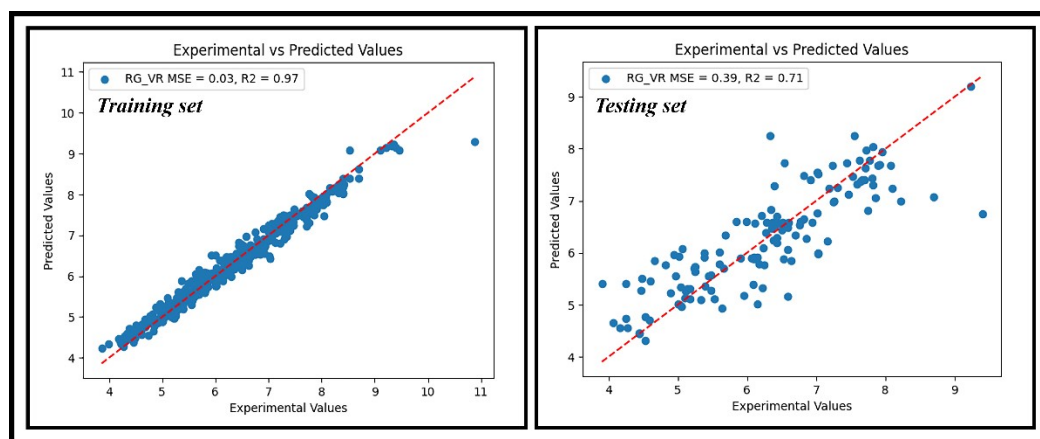 Experimental vs Predicted Values
RG_VR MSE = 0.03, R2 = 0.97
Training set
11
10
9
8
7
6
5
4
Predicted Values
4 5 6 7 8 9 10 11
Experimental Values
Experimental vs Predicted Values
RG_VR MSE = 0.39, R2 = 0.71
Testing set
9
8
7
6
5
4
Predicted Values
4 5 6 7 8 9
Experimental Values